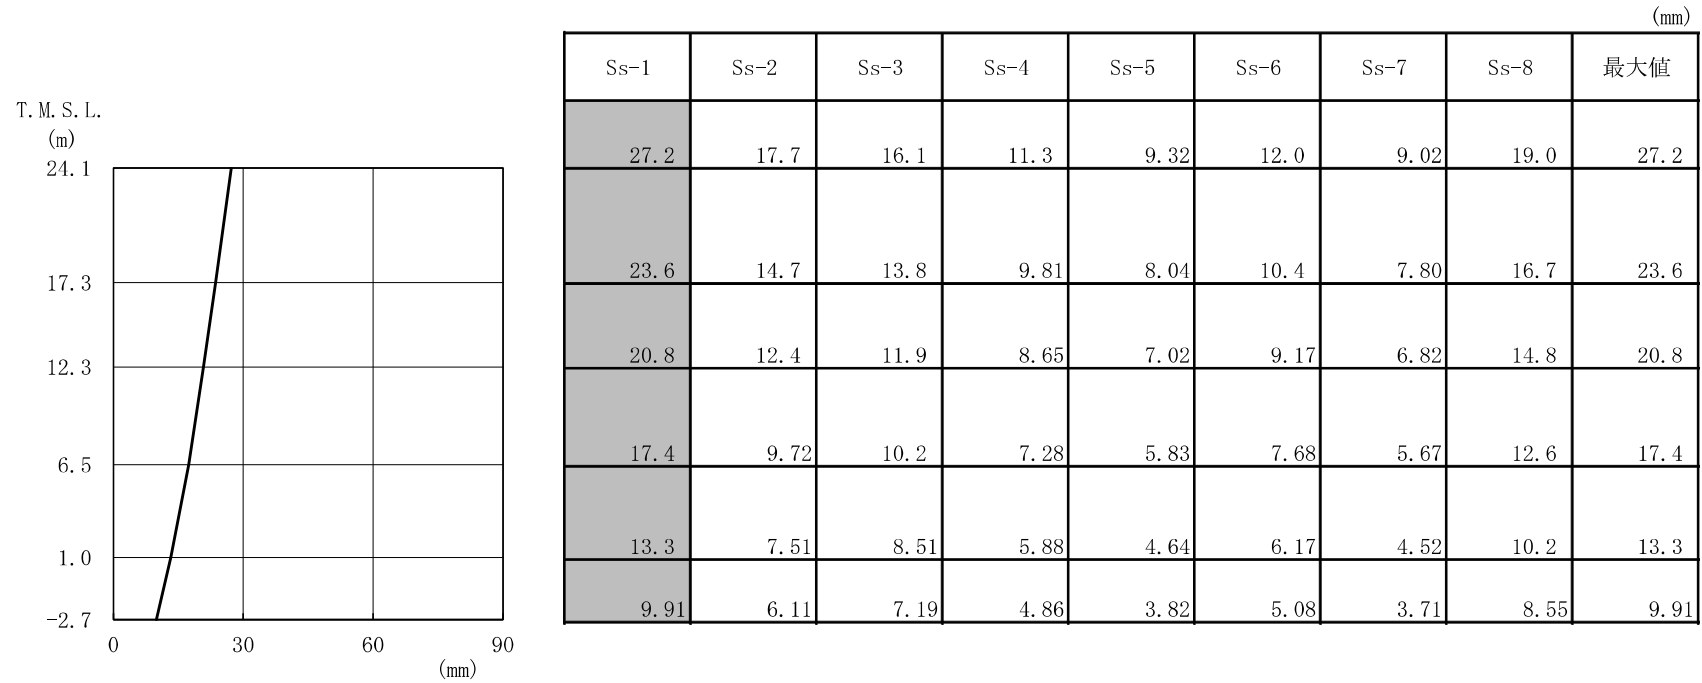 (mm)
Ss-1 Ss-2 Ss-3 Ss-4 Ss-5 Ss-6 Ss-7 Ss-8 最大値
T.M.S.L.
(m)
27.2 17.7 16.1 11.3 9.32 12.0 9.02 19.0 27.2
24.1
23.6 14.7 13.8 9.81 8.04 10.4 7.80 16.7 23.6
17.3
20.8 12.4 11.9 8.65 7.02 9.17 6.82 14.8 20.8
12.3
17.4 9.72 10.2 7.28 5.83 7.68 5.67 12.6 17.4
6.5
13.3 7.51 8.51 5.88 4.64 6.17 4.52 10.2 13.3
1.0
9.91 6.11 7.19 4.86 3.82 5.08 3.71 8.55 9.91
-2.7
0 30 60 90
(mm)